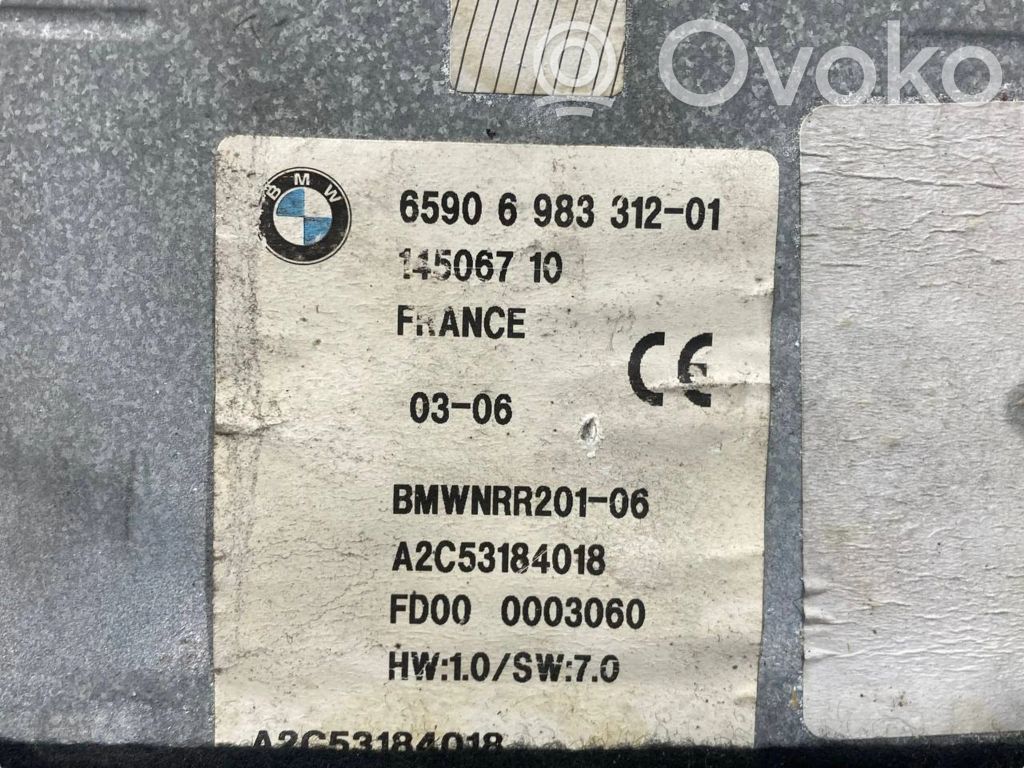 Ovoko
BMW
6590 6 983 312-01
145067 10
FRANCE
CE
03-06
BMWNRR201-06
A2C53184018
FD00 0003060
HW:1.0/SW:7.0
A2C53184018